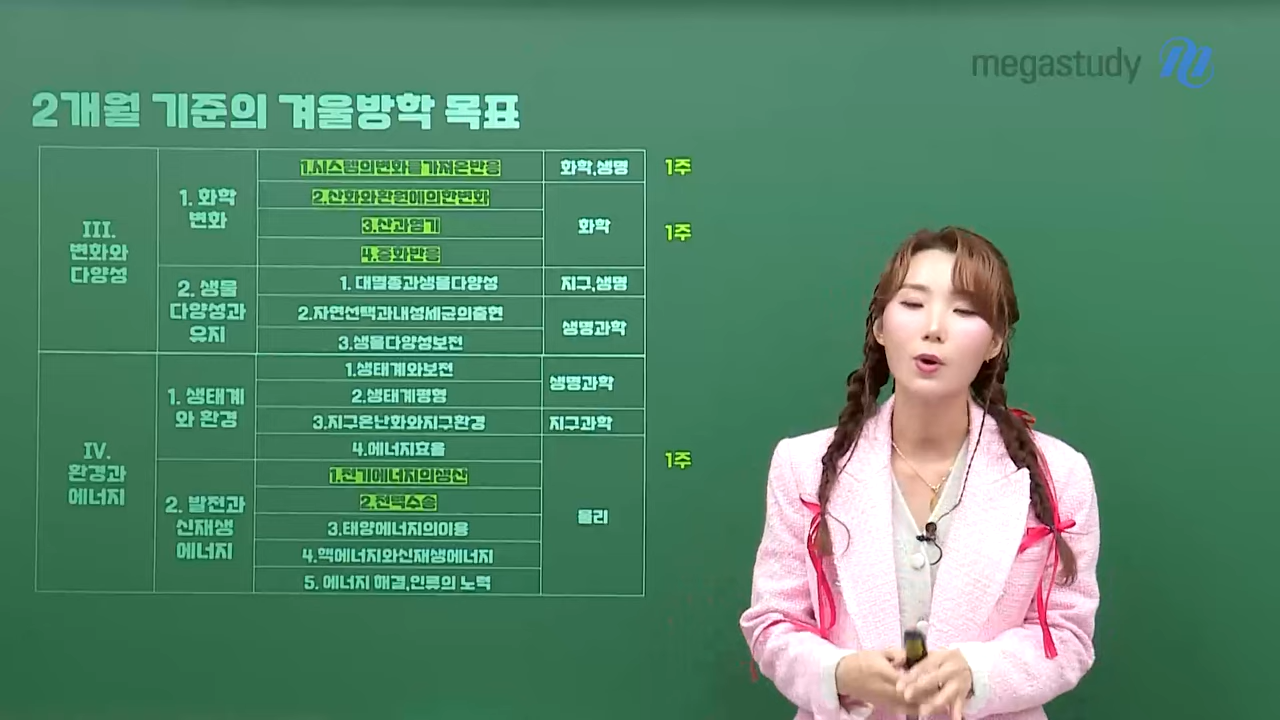 megastudy
2개월 기준의 겨울방학 목표
III.
변화와
다양성
1. 화학
변화
1.시스템의변화를가져온반응
화학,생명
1주
2.산화와환원에의한변화
3.산과염기
화학
1주
4.중화반응
2. 생물
다양성과
유지
1. 대멸종과생물다양성
지구,생명
2.자연선택과내성세균의출현
생명과학
3.생물다양성보전
IV.
환경과
에너지
1. 생태계
와 환경
1.생태계와보전
생명과학
2.생태계평형
3.지구온난화와지구환경
지구과학
4.에너지효율
물리
1주
2. 발전과
신재생
에너지
1.전기에너지의생산
2.전력수송
3.태양에너지의이용
4.핵에너지와신재생에너지
5. 에너지 해결,인류의 노력